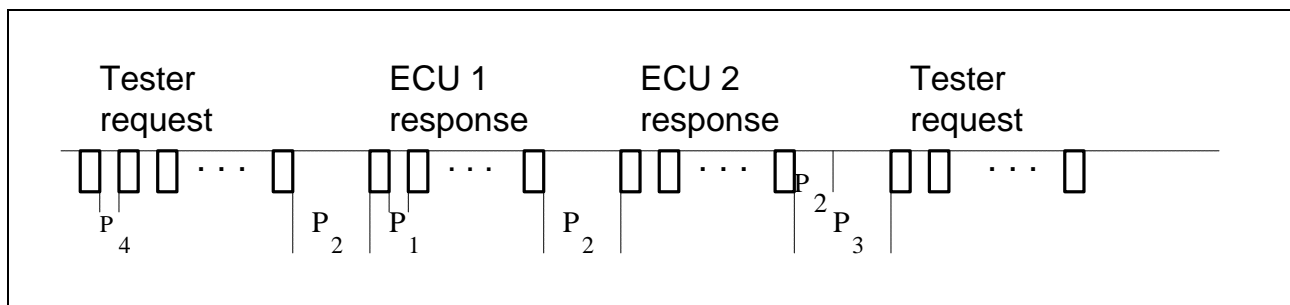 Tester request
ECU 1 response
ECU 2 response
Tester request
. . .
. . .
. . .
. . .
P4
P2
P1
P2
P2
P3